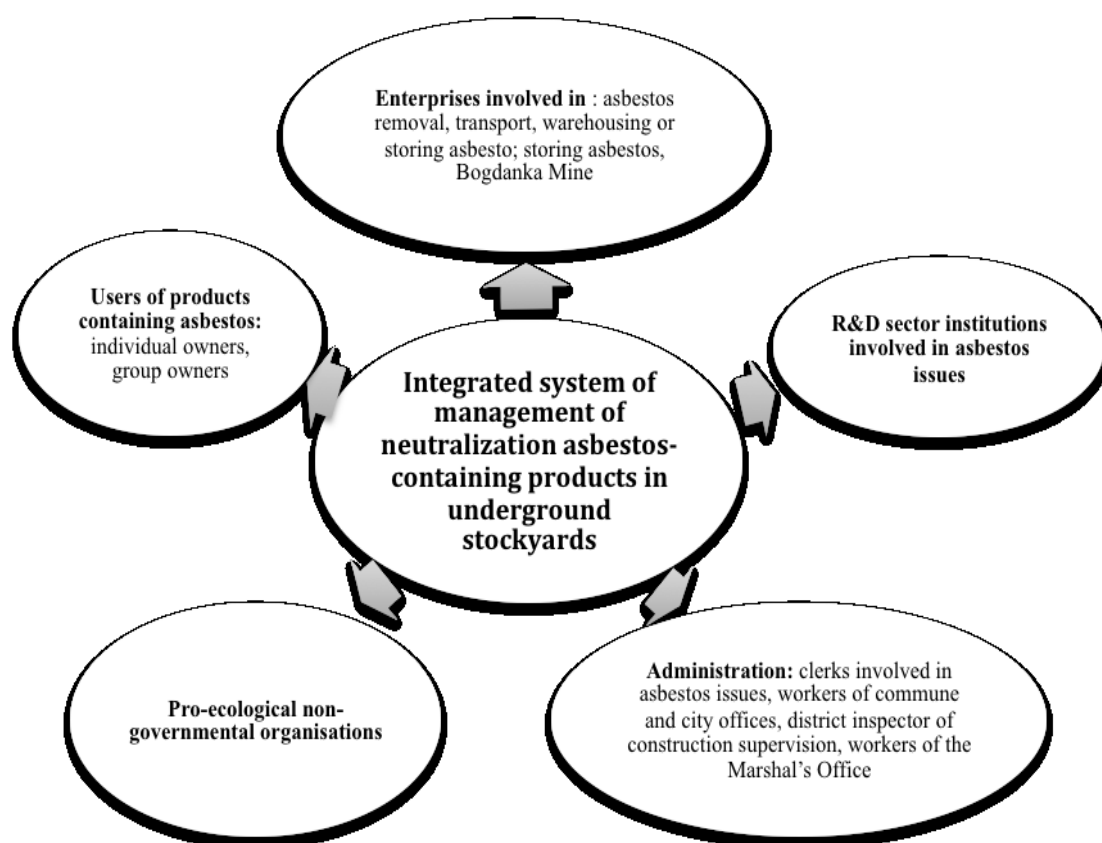 Enterprises involved in : asbestos
removal, transport, warehousing or
storing asbesto; storing asbestos,
Bogdanka Mine
Users of products
containing asbestos:
individual owners,
group owners
R&D sector institutions
involved in asbestos
issues
Integrated system of
management of
neutralization asbestos-
containing products in
underground
stockyards
Pro-ecological non-
governmental organisations
Administration: clerks involved in
asbestos issues, workers of commune
and city offices, district inspector of
construction supervision, workers of the
Marshal’s Office